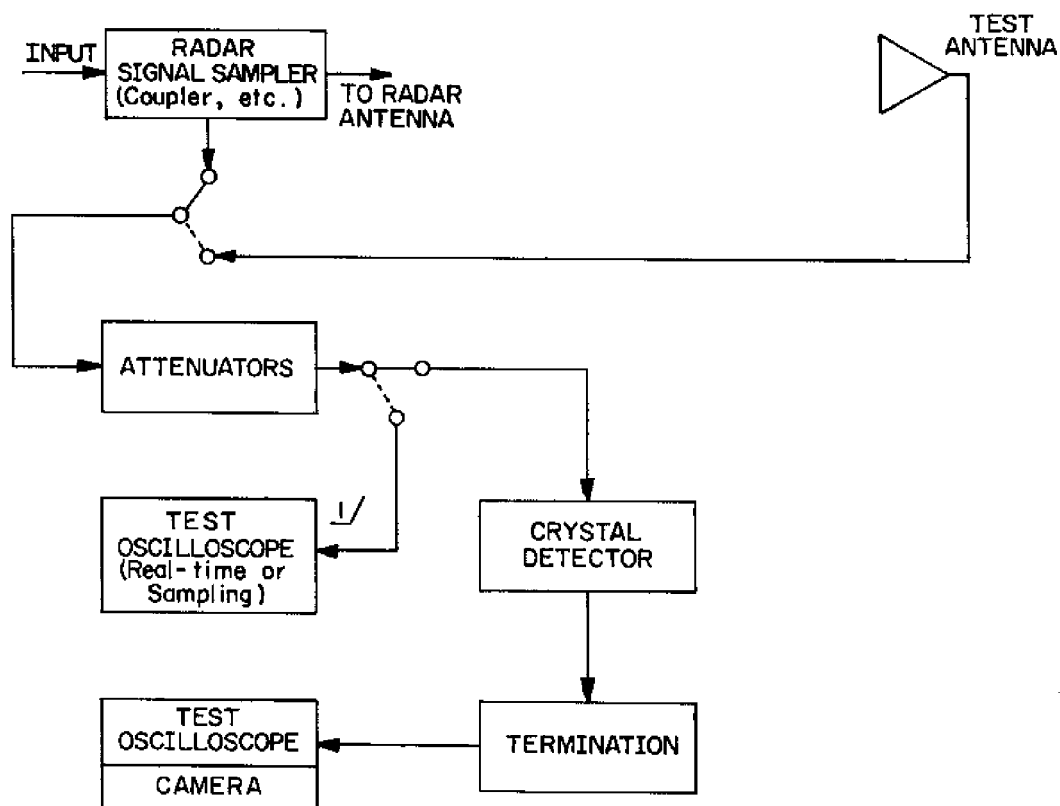 INPUT
RADAR
SIGNAL SAMPLER
(Coupler, etc.)
TO RADAR
ANTENNA
TEST
ANTENNA
ATTENUATORS
1/
TEST
OSCILLOSCOPE
(Real-time or
Sampling)
CRYSTAL
DETECTOR
TEST
OSCILLOSCOPE
CAMERA
TERMINATION